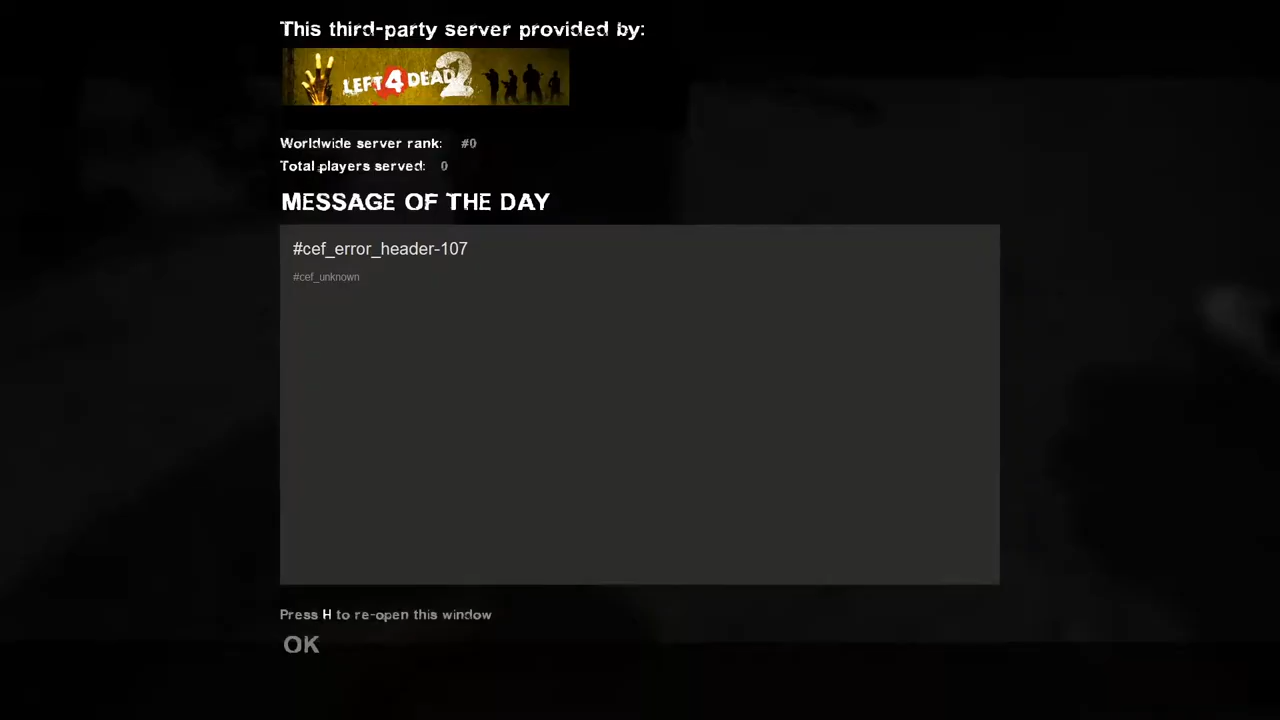 This third-party server provided by:
LEFT 4 DEAD 2
Worldwide server rank: #0
Total players served: 0
MESSAGE OF THE DAY
#cef_error_header-107
#cef_unknown
Press H to re-open this window
OK